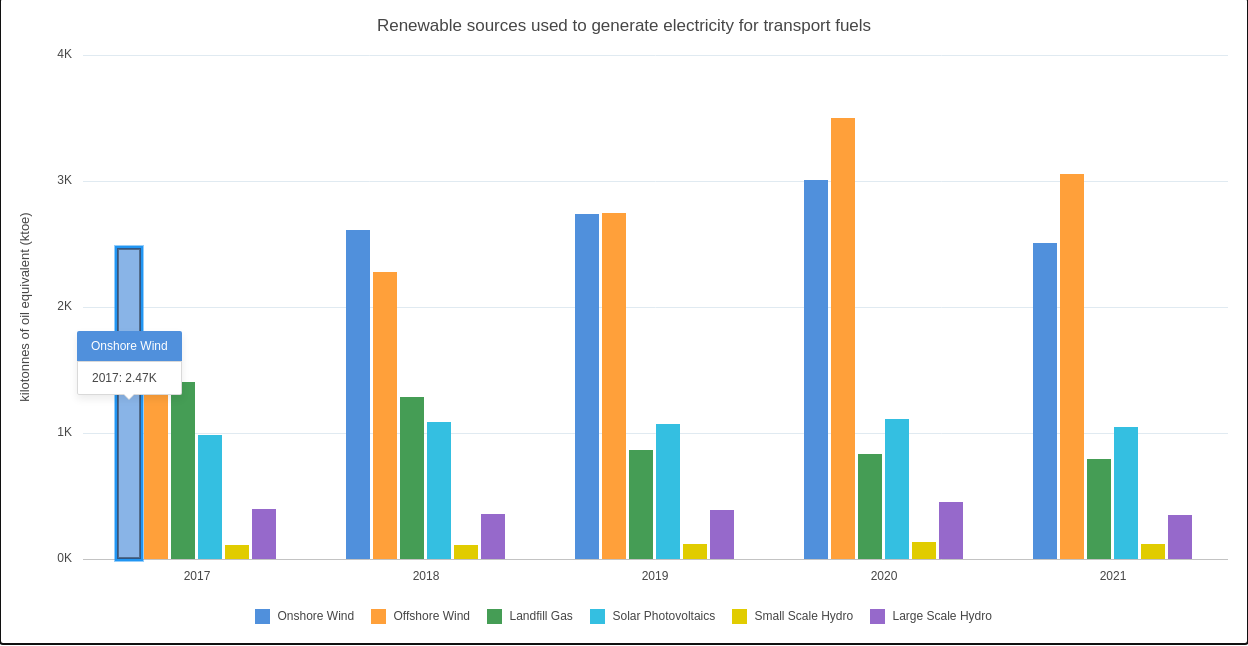 Renewable sources used to generate electricity for transport fuels
4K
3K
2K
1K
0K
kilotonnes of oil equivalent (ktoe)
Onshore Wind
2017: 2.47K
2017 2018 2019 2020 2021
Onshore Wind Offshore Wind Landfill Gas Solar Photovoltaics Small Scale Hydro Large Scale Hydro